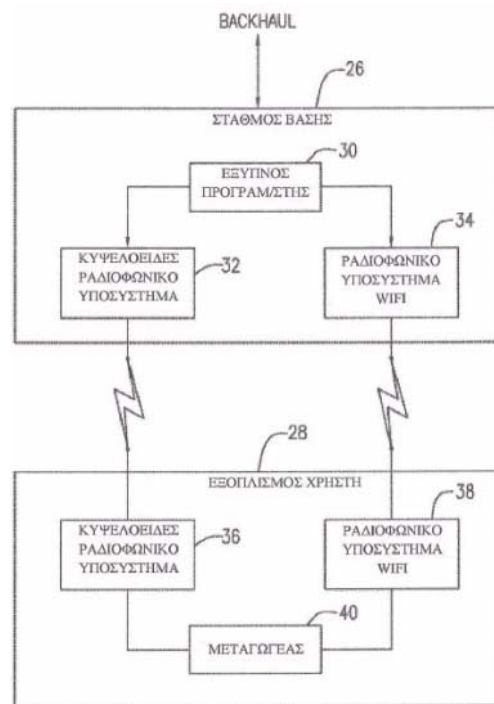 BACKHAUL
26
ΣΤΑΘΜΟΣ ΒΑΣΗΣ
30
ΕΞΥΠΝΟΣ
ΠΡΟΓΡΑΜ/ΣΤΗΣ
ΚΥΨΕΛΟΕΙΔΕΣ
ΡΑΔΙΟΦΩΝΙΚΟ
ΥΠΟΣΥΣΤΗΜΑ
32
34
ΡΑΔΙΟΦΩΝΙΚΟ
ΥΠΟΣΥΣΤΗΜΑ
WIFI
28
ΕΞΟΠΛΙΣΜΟΣ ΧΡΗΣΤΗ
ΚΥΨΕΛΟΕΙΔΕΣ
ΡΑΔΙΟΦΩΝΙΚΟ
ΥΠΟΣΥΣΤΗΜΑ
36
38
ΡΑΔΙΟΦΩΝΙΚΟ
ΥΠΟΣΥΣΤΗΜΑ
WIFI
40
ΜΕΤΑΓΩΓΕΑΣ